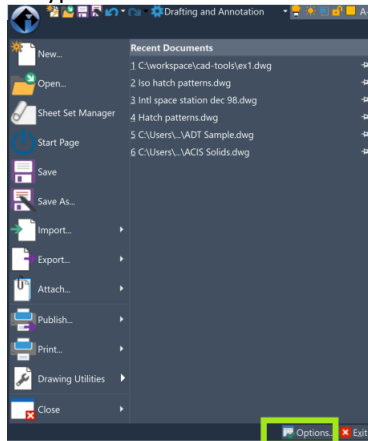 Drafting and Annotation
Recent Documents
New...
1 C:\workspace\cad-tools\ex1.dwg
Open...
2 Iso hatch patterns.dwg
3 Intl space station dec 98.dwg
Sheet Set Manager
4 Hatch patterns.dwg
Start Page
5 C:\Users\...\ADT Sample.dwg
6 C:\Users\...\ACIS Solids.dwg
Save
Save As...
Import...
Export...
Attach...
Publish...
Print...
Drawing Utilities
Close
Options...
Exit